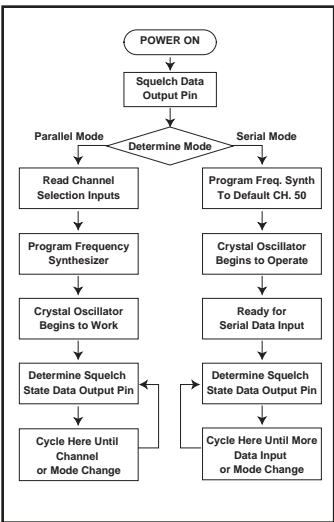 POWER ON
Squelch Data
Output Pin
Parallel Mode
Serial Mode
Determine Mode
Read Channel
Selection Inputs
Program Frequency
Synthesizer
Crystal Oscillator
Begins to Work
Determine Squelch
State Data Output Pin
Cycle Here Until
Channel
or Mode Change
Program Freq. Synth
To Default CH. 50
Crystal Oscillator
Begins to Operate
Ready for
Serial Data Input
Determine Squelch
State Data Output Pin
Cycle Here Until More
Data Input
or Mode Change